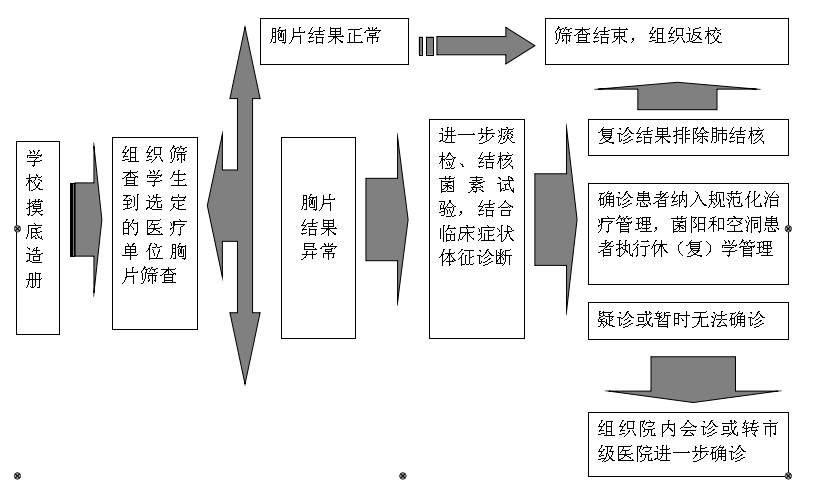 胸片结果正常
筛查结束，组织返校
学
校
摸
底
造
册
组织筛
查学生
到选定
的医疗
单位胸
片筛查
胸片
结果
异常
进一步痰
检、结核
菌素试
验，结合
临床症状
体征诊断
复诊结果排除肺结核
确诊患者纳入规范化治
疗管理，菌阳和空洞患
者执行休（复）学管理
疑诊或暂时无法确诊
组织院内会诊或转市
级医院进一步确诊